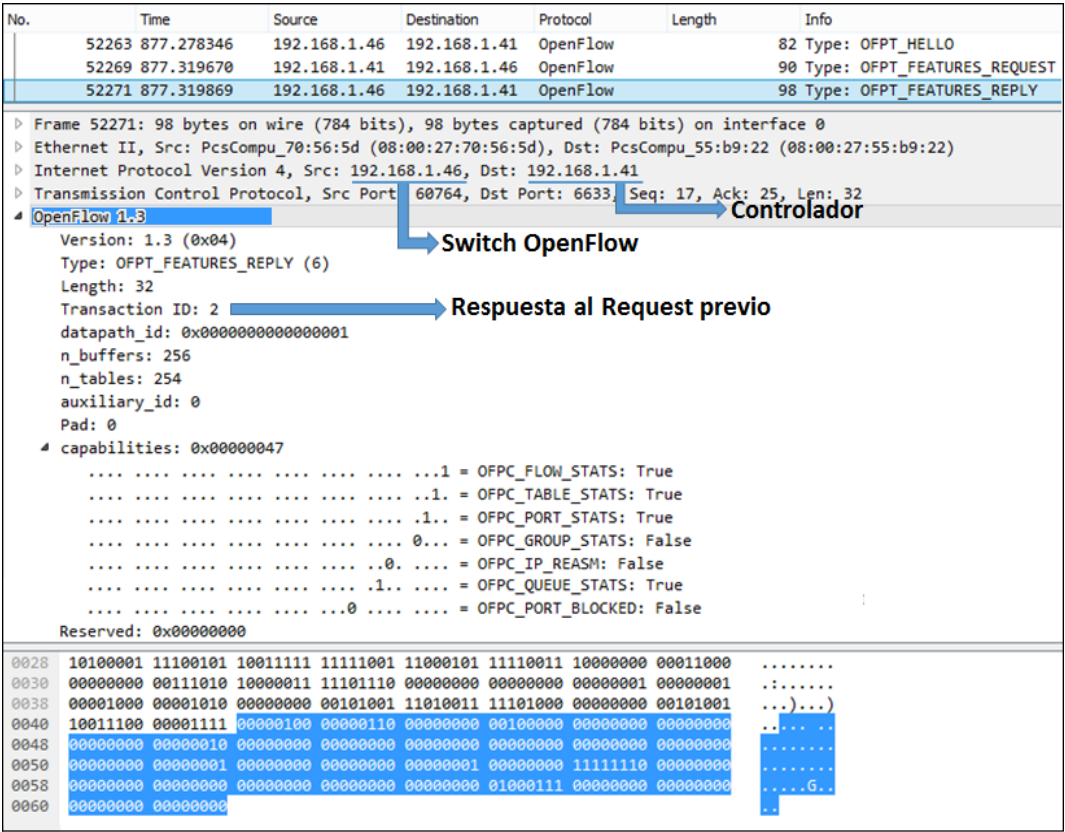 No. Time Source Destination Protocol Length Info
52263 877.278346 192.168.1.46 192.168.1.41 OpenFlow 82 Type: OFPT_HELLO
52269 877.319670 192.168.1.41 192.168.1.46 OpenFlow 90 Type: OFPT_FEATURES_REQUEST
52271 877.319869 192.168.1.46 192.168.1.41 OpenFlow 98 Type: OFPT_FEATURES_REPLY
Frame 52271: 98 bytes on wire (784 bits), 98 bytes captured (784 bits) on interface 0
Ethernet II, Src: PcsCompu_70:56:5d (08:00:27:70:56:5d), Dst: PcsCompu_55:b9:22 (08:00:27:55:b9:22)
Internet Protocol Version 4, Src: 192.168.1.46, Dst: 192.168.1.41
Transmission Control Protocol, Src Port 60764, Dst Port: 6633, Seq: 17, Ack: 25, Len: 32
OpenFlow 1.3
Controlador
Version: 1.3 (0x04)
Switch OpenFlow
Type: OFPT_FEATURES_REPLY (6)
Length: 32
Transaction ID: 2 Respuesta al Request previo
datapath_id: 0x0000000000000001
n_buffers: 256
n_tables: 254
auxiliary_id: 0
Pad: 0
capabilities: 0x00000047
.... .... .... .... .... .... .... ...1 = OFPC_FLOW_STATS: True
.... .... .... .... .... .... .... ..1. = OFPC_TABLE_STATS: True
.... .... .... .... .... .... .... .1.. = OFPC_PORT_STATS: True
.... .... .... .... .... .... .... 0... = OFPC_GROUP_STATS: False
.... .... .... .... .... .... ..0. .... = OFPC_IP_REASM: False
.... .... .... .... .... .... .1.. .... = OFPC_QUEUE_STATS: True
.... .... .... .... .... ...0 .... .... = OFPC_PORT_BLOCKED: False
Reserved: 0x00000000
0028 10100001 11100101 10011111 11111001 11000101 11110011 10000000 00011000 ........
0030 00000000 00111010 10000011 11101110 00000000 00000000 00000001 00000001 .:......
0038 00001000 00001010 00000000 00101001 11010011 11101000 00000000 00101001 ...)...)
0040 10011100 00001111 00000100 00000110 00000000 00100000 00000000 00000000 ..... ..
0048 00000000 00000010 00000000 00000000 00000000 00000000 00000000 00000000 ........
0050 00000000 00000001 00000000 00000000 00000001 00000000 11111110 00000000 ........
0058 00000000 00000000 00000000 00000000 00000000 01000111 00000000 00000000 .....G..
0060 00000000 00000000 ..